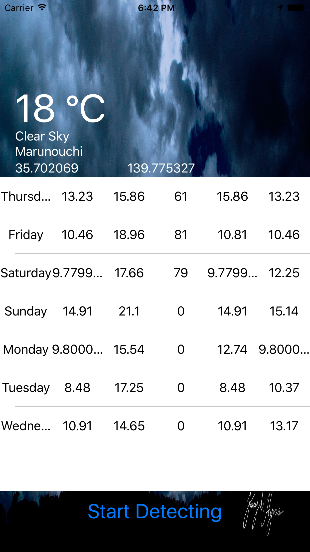 Carrier 6:42 PM
18 °C
Clear Sky
Marunouchi
35.702069 139.775327
Thursd... 13.23 15.86 61 15.86 13.23
Friday 10.46 18.96 81 10.81 10.46
Saturday 9.7799... 17.66 79 9.7799... 12.25
Sunday 14.91 21.1 0 14.91 15.14
Monday 9.8000... 15.54 0 12.74 9.8000...
Tuesday 8.48 17.25 0 8.48 10.37
Wedne... 10.91 14.65 0 10.91 13.17
Start Detecting